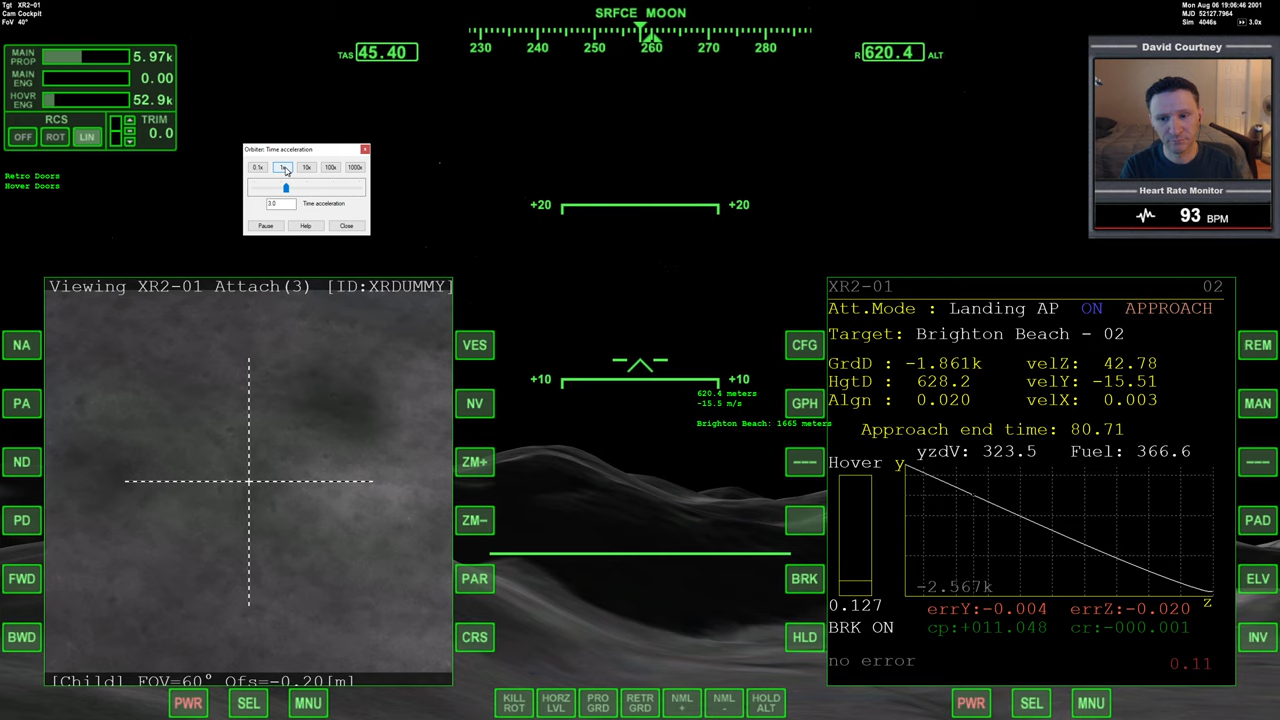 Tgt XR2-01
Cam Cockpit
FoV 40°
SRFCE MOON
Mon Aug 06 19:06:46 2001
MJD 52127.7964
Sim 4046s
3.0x
230 240 250 260 270 280
TAS 45.40
R 620.4 ALT
MAIN PROP 5.97k
MAIN ENG 0.00
HOVR ENG 52.9k
RCS TRIM
OFF ROT LIN 0.0
Retro Doors
Hover Doors
Orbiter: Time acceleration
0.1x 1x 10x 100x 1000x
3.0 Time acceleration
Pause Help Close
David Courtney
Heart Rate Monitor
93 BPM
+20 +20
+10 +10
620.4 meters
-15.5 m/s
Brighton Beach: 1665 meters
Viewing XR2-01 Attach(3) [ID:XRDUMMY]
[Child] FOV=60° Ofs=-0.20[m]
NA
PA
ND
PD
FWD
BWD
VES
NV
ZM+
ZM-
PAR
CRS
PWR SEL MNU
KILL ROT
HORZ LVL
PRO GRD
RETR GRD
NML +
NML -
HOLD ALT
CFG
GPH
---
BRK
HLD
XR2-01 02
Att.Mode : Landing AP ON APPROACH
Target: Brighton Beach - 02
GrdD : -1.861k velZ: 42.78
HgtD : 628.2 velY: -15.51
Algn : 0.020 velX: 0.003
Approach end time: 80.71
yzdV: 323.5 Fuel: 366.6
Hover y
-2.567k
z
0.127 errY:-0.004 errZ:-0.020
BRK ON cp:+011.048 cr:-000.001
no error 0.11
REM
MAN
---
PAD
ELV
INV
PWR SEL MNU